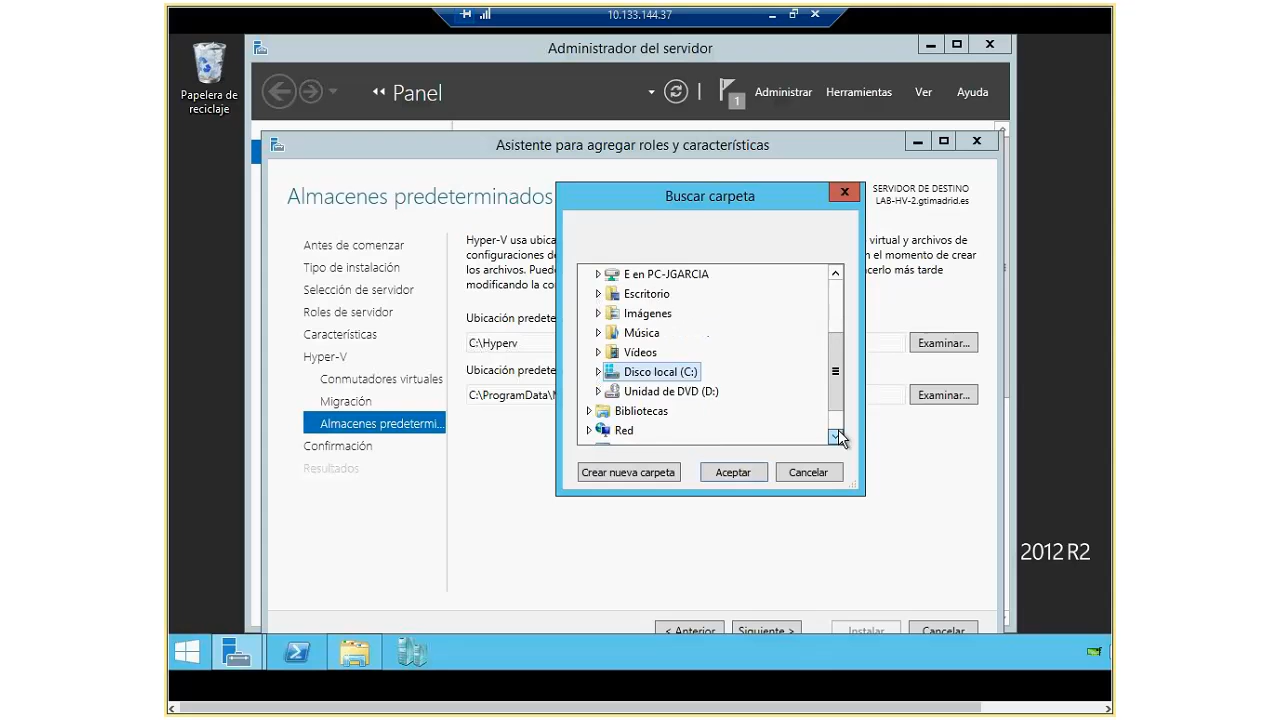 10.133.144.37
Papelera de
reciclaje
Administrador del servidor
Panel
1
Administrar
Herramientas
Ver
Ayuda
Asistente para agregar roles y características
Almacenes predeterminados
SERVIDOR DE DESTINO
LAB-HV-2.gtimadrid.es
Antes de comenzar
Tipo de instalación
Selección de servidor
Roles de servidor
Características
Hyper-V
Conmutadores virtuales
Migración
Almacenes predetermi...
Confirmación
Resultados
Hyper-V usa ubica
configuraciones de
los archivos. Puede
modificando la co
virtual y archivos de
en el momento de crear
hacerlo más tarde
Ubicación predete
C:\Hyperv
Examinar...
Ubicación predete
C:\ProgramData\
Examinar...
Buscar carpeta
E en PC-JGARCIA
Escritorio
Imágenes
Música
Vídeos
Disco local (C:)
Unidad de DVD (D:)
Bibliotecas
Red
Crear nueva carpeta
Aceptar
Cancelar
< Anterior
Siguiente >
Instalar
Cancelar
2012 R2